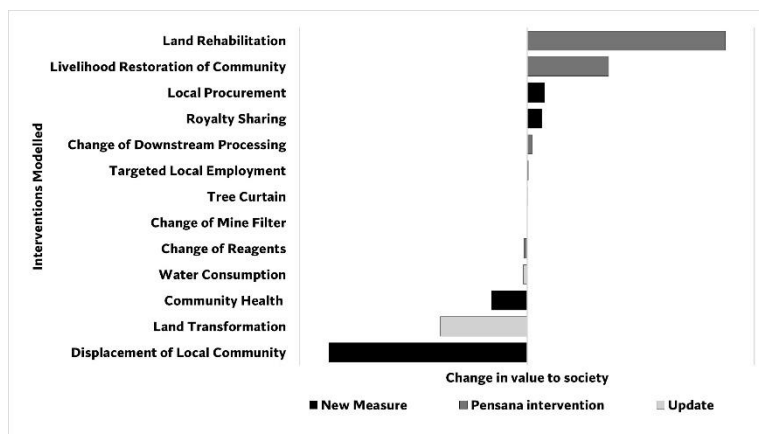 Land Rehabilitation
Livelihood Restoration of Community
Local Procurement
Royalty Sharing
Change of Downstream Processing
Targeted Local Employment
Tree Curtain
Change of Mine Filter
Change of Reagents
Water Consumption
Community Health
Land Transformation
Displacement of Local Community
Interventions Modelled
Change in value to society
New Measure
Pensana intervention
Update